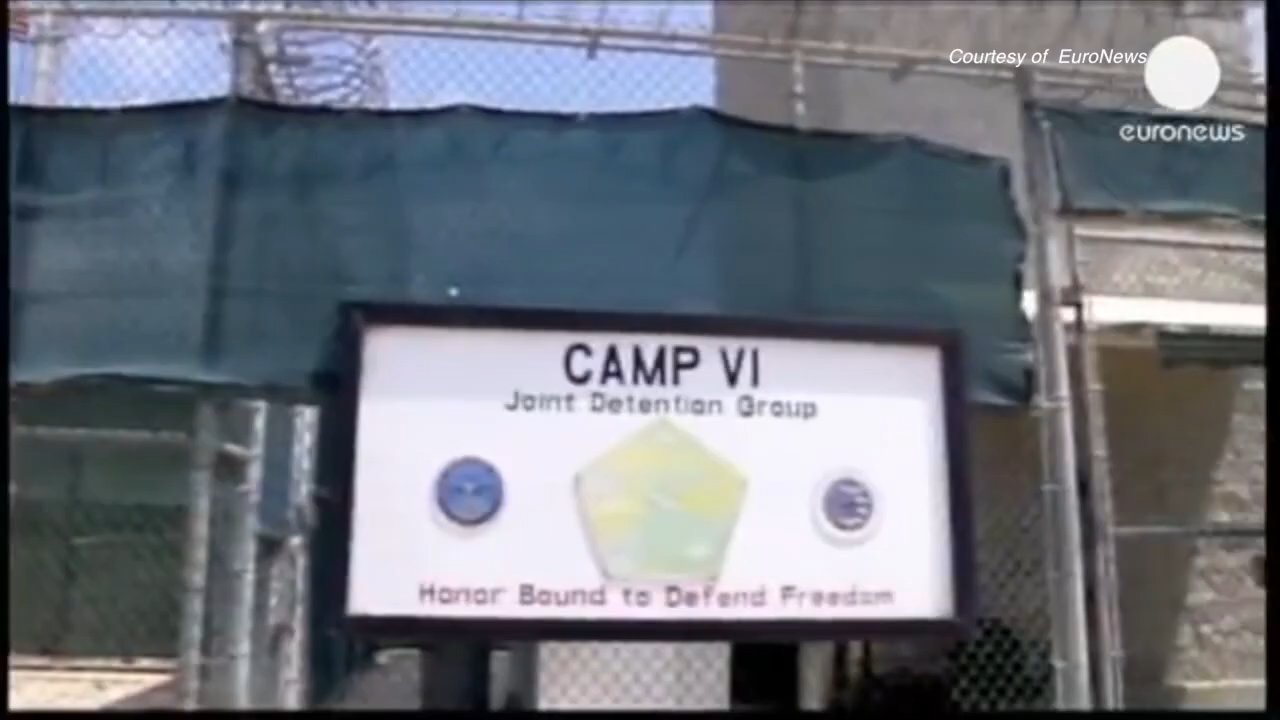 Courtesy of EuroNews
euronews
CAMP VI
Joint Detention Group
Honor Bound to Defend Freedom